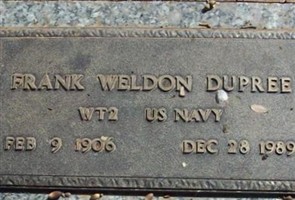 FRANK WELDON DUPREE
WT2 US NAVY
FEB 9 1906 DEC 28 1989